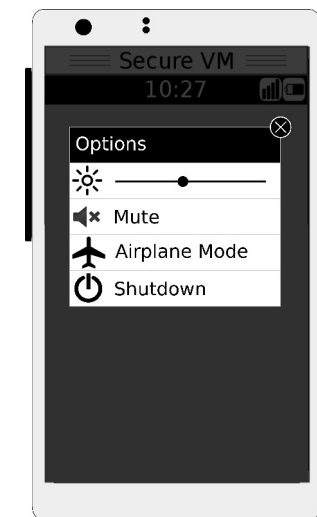 Secure VM
10:27
Options
Mute
Airplane Mode
Shutdown